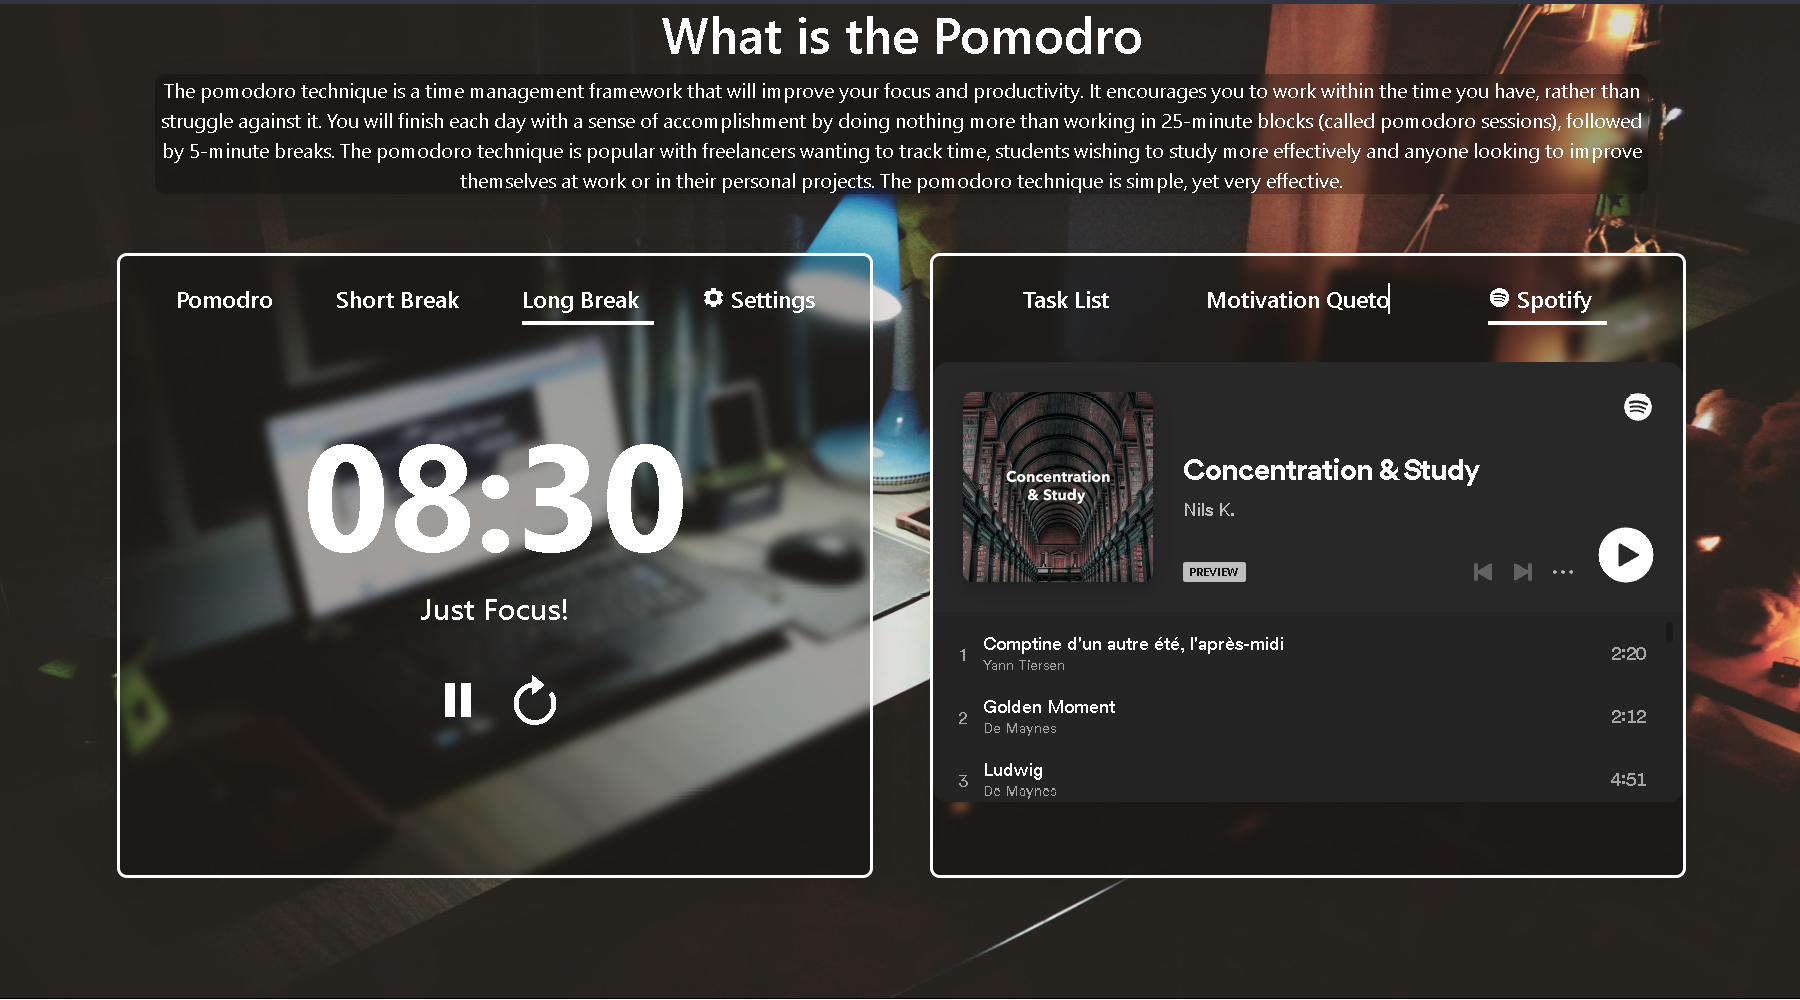 What is the Pomodro
The pomodoro technique is a time management framework that will improve your focus and productivity. It encourages you to work within the time you have, rather than
struggle against it. You will finish each day with a sense of accomplishment by doing nothing more than working in 25-minute blocks (called pomodoro sessions), followed
by 5-minute breaks. The pomodoro technique is popular with freelancers wanting to track time, students wishing to study more effectively and anyone looking to improve
themselves at work or in their personal projects. The pomodoro technique is simple, yet very effective.
Pomodro Short Break Long Break Settings
08:30
Just Focus!
Task List Motivation Queto Spotify
Concentration
& Study
Concentration & Study
Nils K.
PREVIEW
1 Comptine d'un autre été, l'après-midi 2:20
Yann Tiersen
2 Golden Moment 2:12
De Maynes
3 Ludwig 4:51
De Maynes